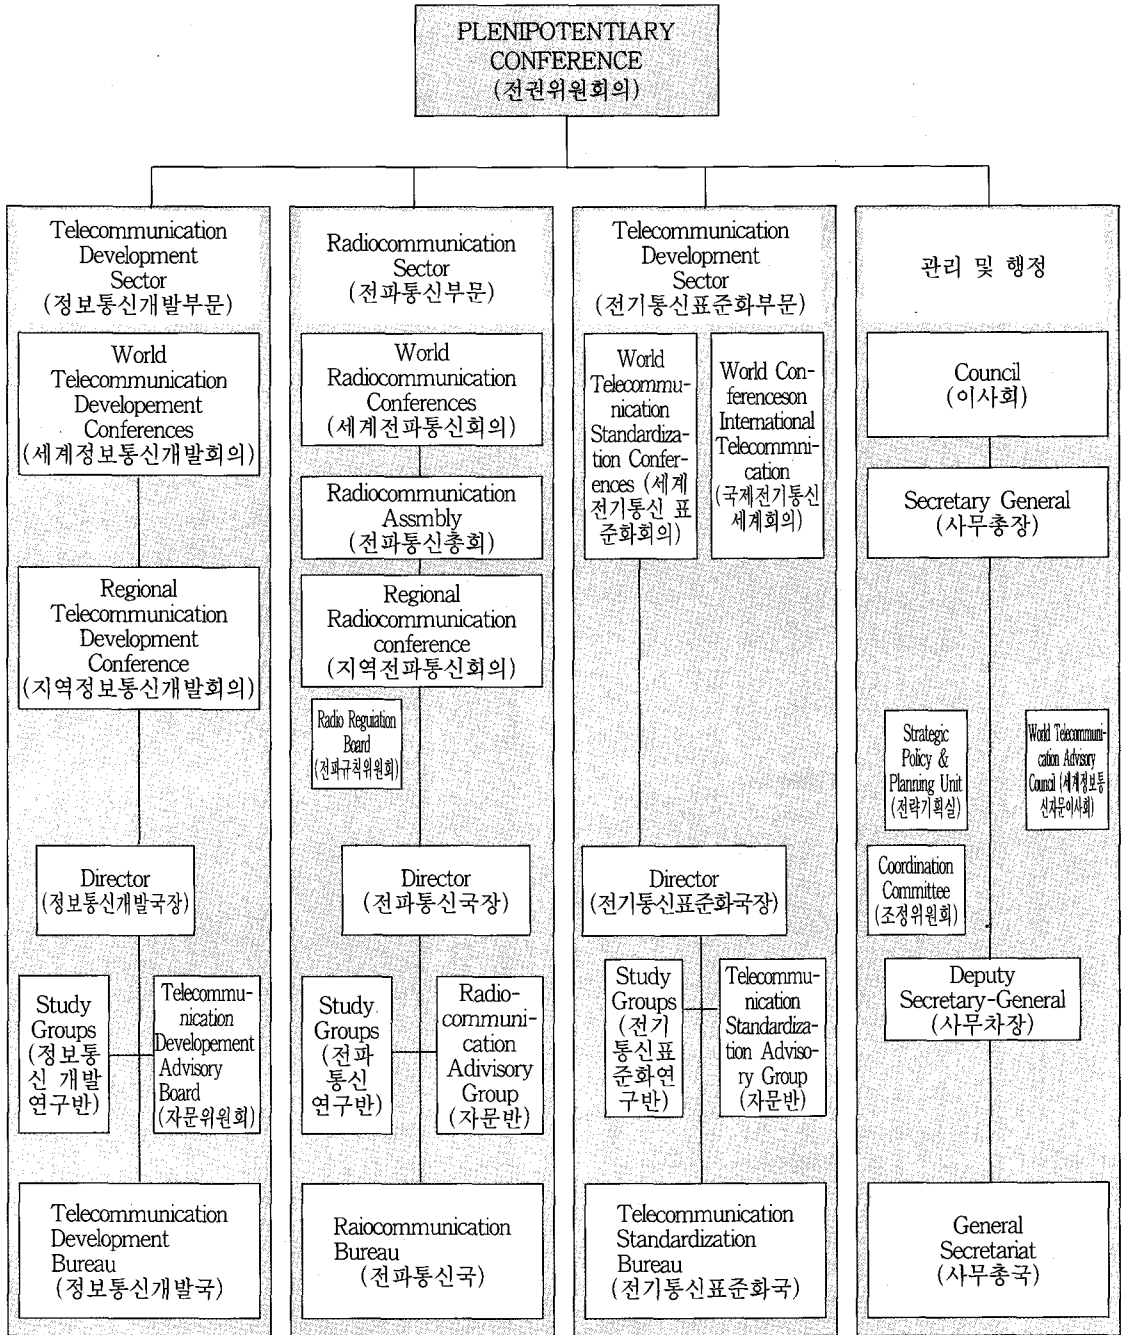 PLENIPOTENTIARY
CONFERENCE
(전권위원회의)
Telecommunication
Development
Sector
(정보통신개발부문)
World
Telecommunication
Developement
Conferences
(세계정보통신개발회의)
Regional
Telecommunication
Development
Conference
(지역정보통신개발회의)
Director
(정보통신개발국장)
Study
Groups
(정보통
신 개발
연구반)
Telecommu-
nication
Developement
Advisory
Board
(자문위원회)
Telecommunication
Development
Bureau
(정보통신개발국)
Radiocommunication
Sector
(전파통신부문)
World
Radiocommunication
Conferences
(세계전파통신회의)
Radiocommunication
Assmbly
(전파통신총회)
Regional
Radiocommunication
conference
(지역전파통신회의)
Radio Reguiation
Board
(전파규칙위원회)
Director
(전파통신국장)
Study
Groups
(전파
통신
연구반)
Radio-
communi-
cation
Adivisory
Group
(자문반)
Raiocommunication
Bureau
(전파통신국)
Telecommunication
Development
Sector
(전기통신표준화부문)
World
Telecommu-
nication
Standardiza-
tion Confer-
ences (세계
전기통신 표
준화회의)
World Con-
ferenceson
International
Telecommni-
cation
(국제전기통신
세계회의)
Director
(전기통신표준화국장)
Study
Groups
(전기
통신표
준화연
구반)
Telecommu-
nication
Standardiza-
tion Adviso-
ry Group
(자문반)
Telecommunication
Standardization
Bureau
(전기통신표준화국)
관리 및 행정
Council
(이사회)
Secretary General
(사무총장)
Strategic
Policy &
Planning Unit
(전략기획실)
World Telecommuni-
cation Advisory
Council (세계정보통
신자문이사회)
Coordination
Committee
(조정위원회)
Deputy
Secretary-General
(사무차장)
General
Secretariat
(사무총국)